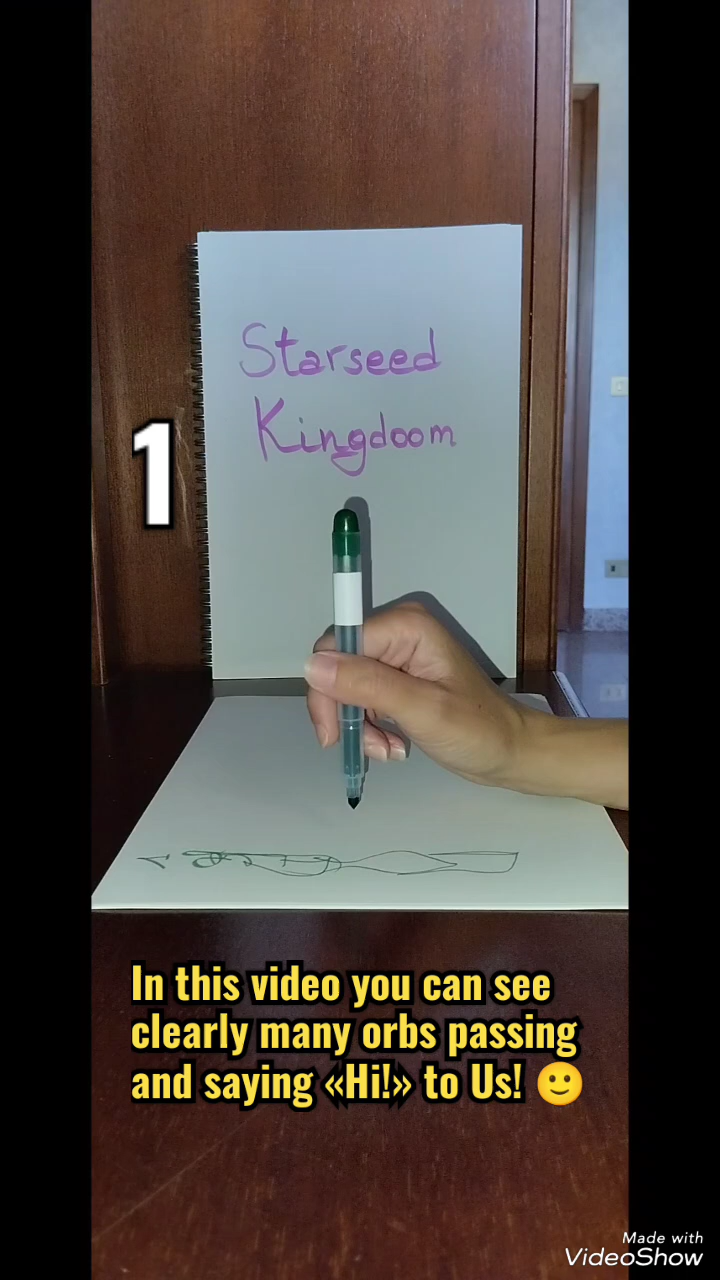 Starseed
Kingdoom
1
In this video you can see
clearly many orbs passing
and saying «Hi!» to Us! 🙂
Made with
VideoShow